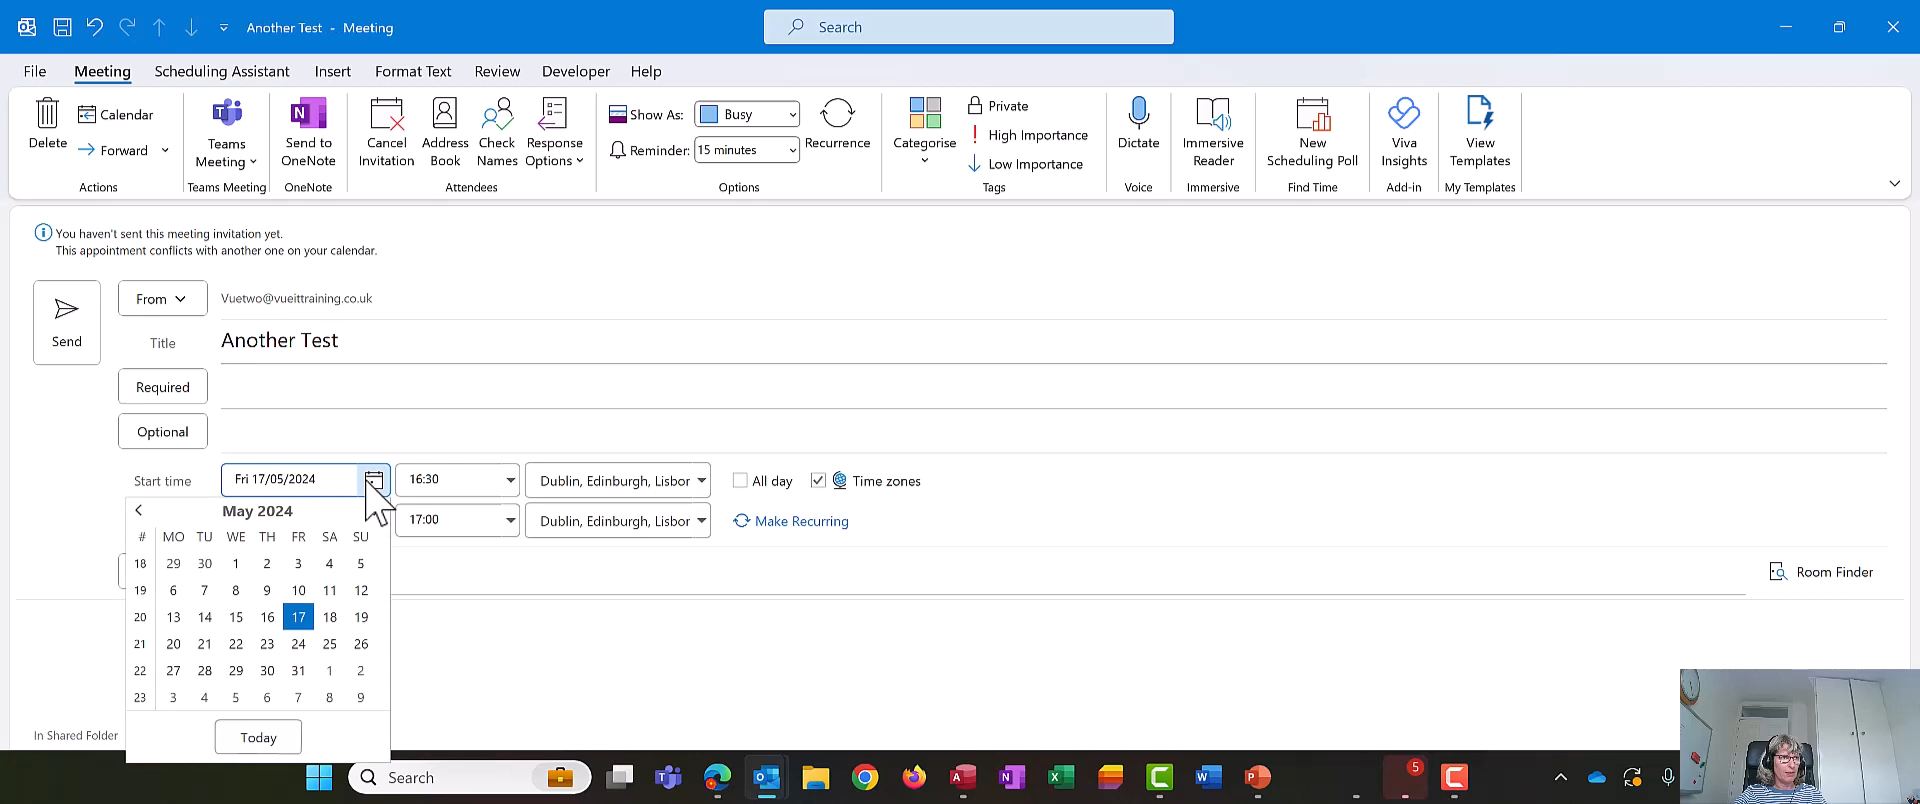 Another Test - Meeting
Search
File Meeting Scheduling Assistant Insert Format Text Review Developer Help
Delete
Calendar
Forward
Actions
Teams
Meeting
Teams Meeting
Send to
OneNote
OneNote
Cancel
Invitation
Address
Book
Check
Names
Response
Options
Attendees
Show As: Busy
Reminder: 15 minutes
Recurrence
Options
Categorise
Private
High Importance
Low Importance
Tags
Dictate
Voice
Immersive
Reader
Immersive
New
Scheduling Poll
Find Time
Viva
Insights
Add-in
View
Templates
My Templates
You haven't sent this meeting invitation yet.
This appointment conflicts with another one on your calendar.
Send
From Vuetwo@vueittraining.co.uk
Title Another Test
Required
Optional
Start time Fri 17/05/2024 16:30 Dublin, Edinburgh, Lisbor All day Time zones
17:00 Dublin, Edinburgh, Lisbor Make Recurring
May 2024
# MO TU WE TH FR SA SU
18 29 30 1 2 3 4 5
19 6 7 8 9 10 11 12
20 13 14 15 16 17 18 19
21 20 21 22 23 24 25 26
22 27 28 29 30 31 1 2
23 3 4 5 6 7 8 9
Today
Room Finder
In Shared Folder
Search
5